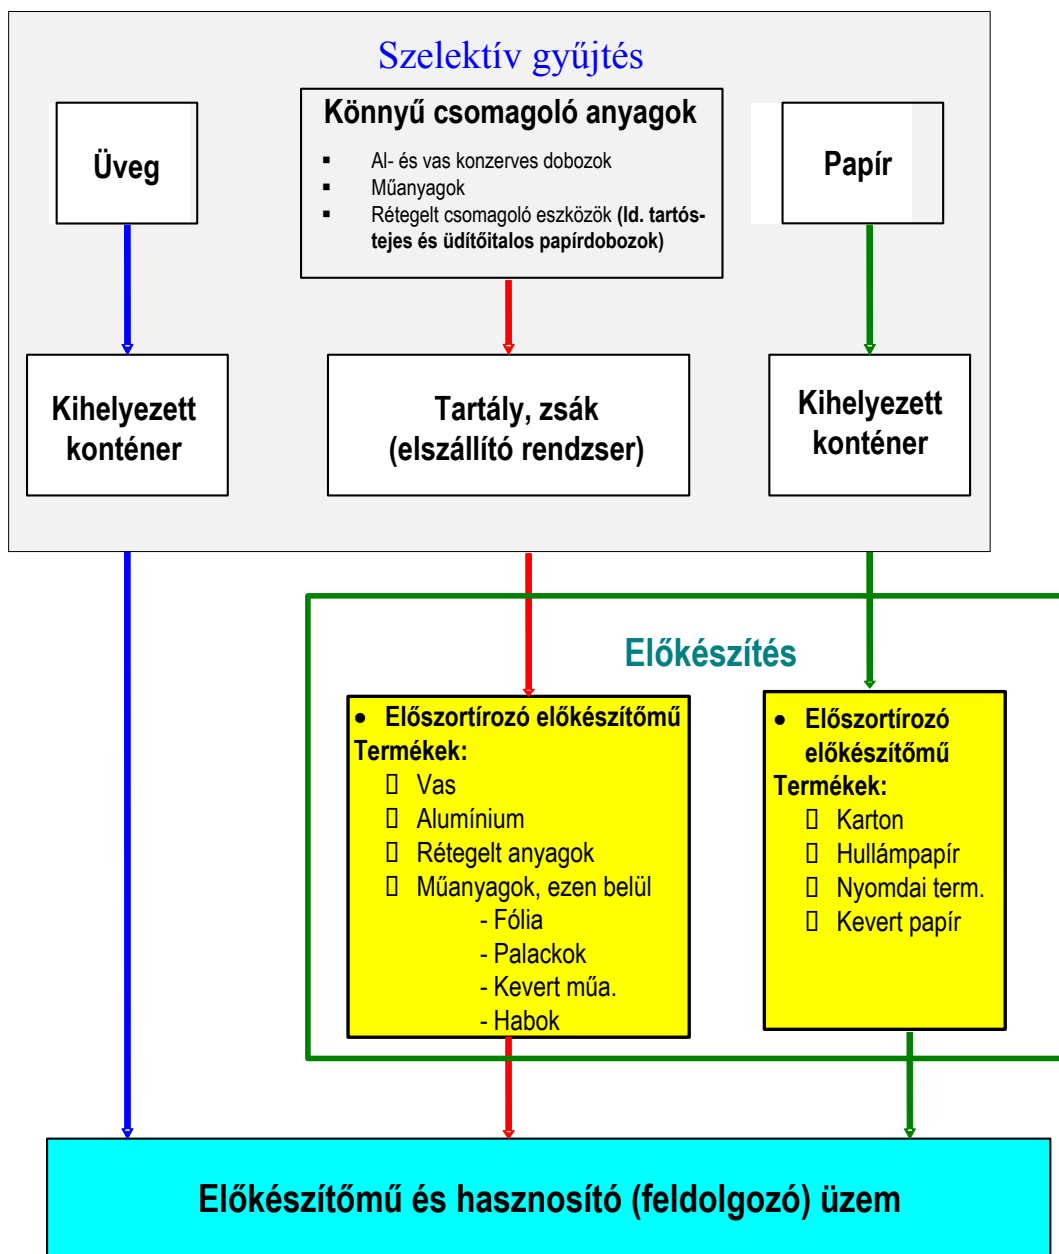 Szelektív gyűjtés
Üveg
Könnyű csomagoló anyagok
▪ Al- és vas konzerves dobozok
▪ Műanyagok
▪ Rétegelt csomagoló eszközök (ld. tartós-
tejes és üdítőitalos papírdobozok)
Papír
Kihelyezett
konténer
Tartály, zsák
(elszállító rendzser)
Kihelyezett
konténer
Előkészítés
• Előszortírozó előkészítőmű
Termékek:
▯ Vas
▯ Alumínium
▯ Rétegelt anyagok
▯ Műanyagok, ezen belül
- Fólia
- Palackok
- Kevert műa.
- Habok
• Előszortírozó
előkészítőmű
Termékek:
▯ Karton
▯ Hullámpapír
▯ Nyomdai term.
▯ Kevert papír
Előkészítőmű és hasznosító (feldolgozó) üzem